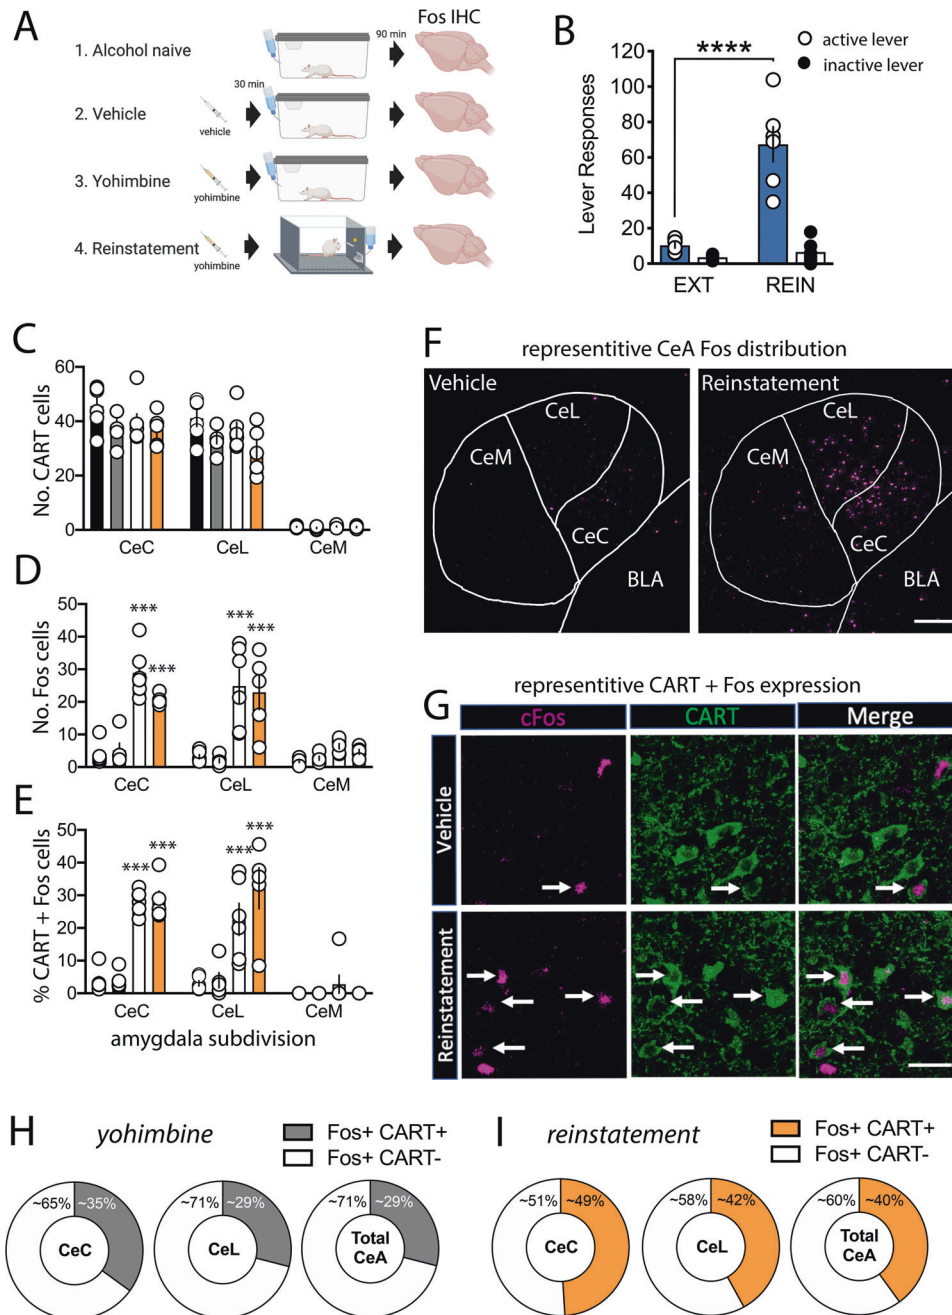 A
Fos IHC
90 min
1. Alcohol naive
30 min
2. Vehicle
vehicle
3. Yohimbine
yohimbine
4. Reinstatement
yohimbine
B
120
100
80
60
40
20
0
Lever Responses
****
active lever
inactive lever
EXT
REIN
C
60
40
20
0
No. CART cells
CeC
CeL
CeM
D
50
40
30
20
10
0
No. Fos cells
***
***
***
***
CeC
CeL
CeM
E
50
40
30
20
10
0
% CART + Fos cells
***
***
***
***
CeC
CeL
CeM
amygdala subdivision
F
representitive CeA Fos distribution
Vehicle
CeL
CeM
CeC
BLA
Reinstatement
CeL
CeM
CeC
BLA
representitive CART + Fos expression
G
cFos
CART
Merge
Vehicle
Reinstatement
H
yohimbine
Fos+ CART+
Fos+ CART-
~65%
~35%
CeC
~71%
~29%
CeL
~71%
~29%
Total
CeA
I
reinstatement
Fos+ CART+
Fos+ CART-
~51%
~49%
CeC
~58%
~42%
CeL
~60%
~40%
Total
CeA